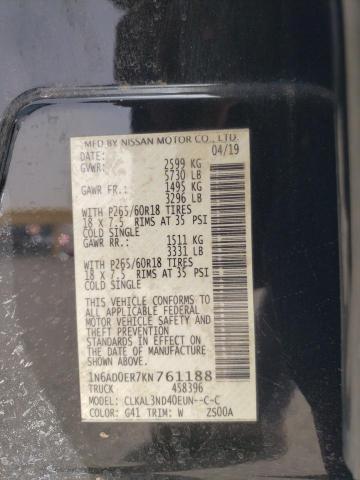 MFD BY NISSAN MOTOR CO., LTD.
DATE: 04/19
GVWR: 2599 KG
5730 LB
GAWR FR.: 1495 KG
3296 LB
WITH P265/60R18 TIRES
18 X 7.5 RIMS AT 35 PSI
COLD SINGLE
GAWR RR.: 1511 KG
3331 LB
WITH P265/60R18 TIRES
18 X 7.5 RIMS AT 35 PSI
COLD SINGLE
THIS VEHICLE CONFORMS TO
ALL APPLICABLE FEDERAL
MOTOR VEHICLE SAFETY
AND THEFT PREVENTION
STANDARDS IN EFFECT ON
THE DATE OF MANUFACTURE
SHOWN ABOVE.
1N6AD0ER7KN761188
TRUCK 458396
MODEL: CLKAL3ND40EUN--C-C
COLOR: G41 TRIM: W ZS00A